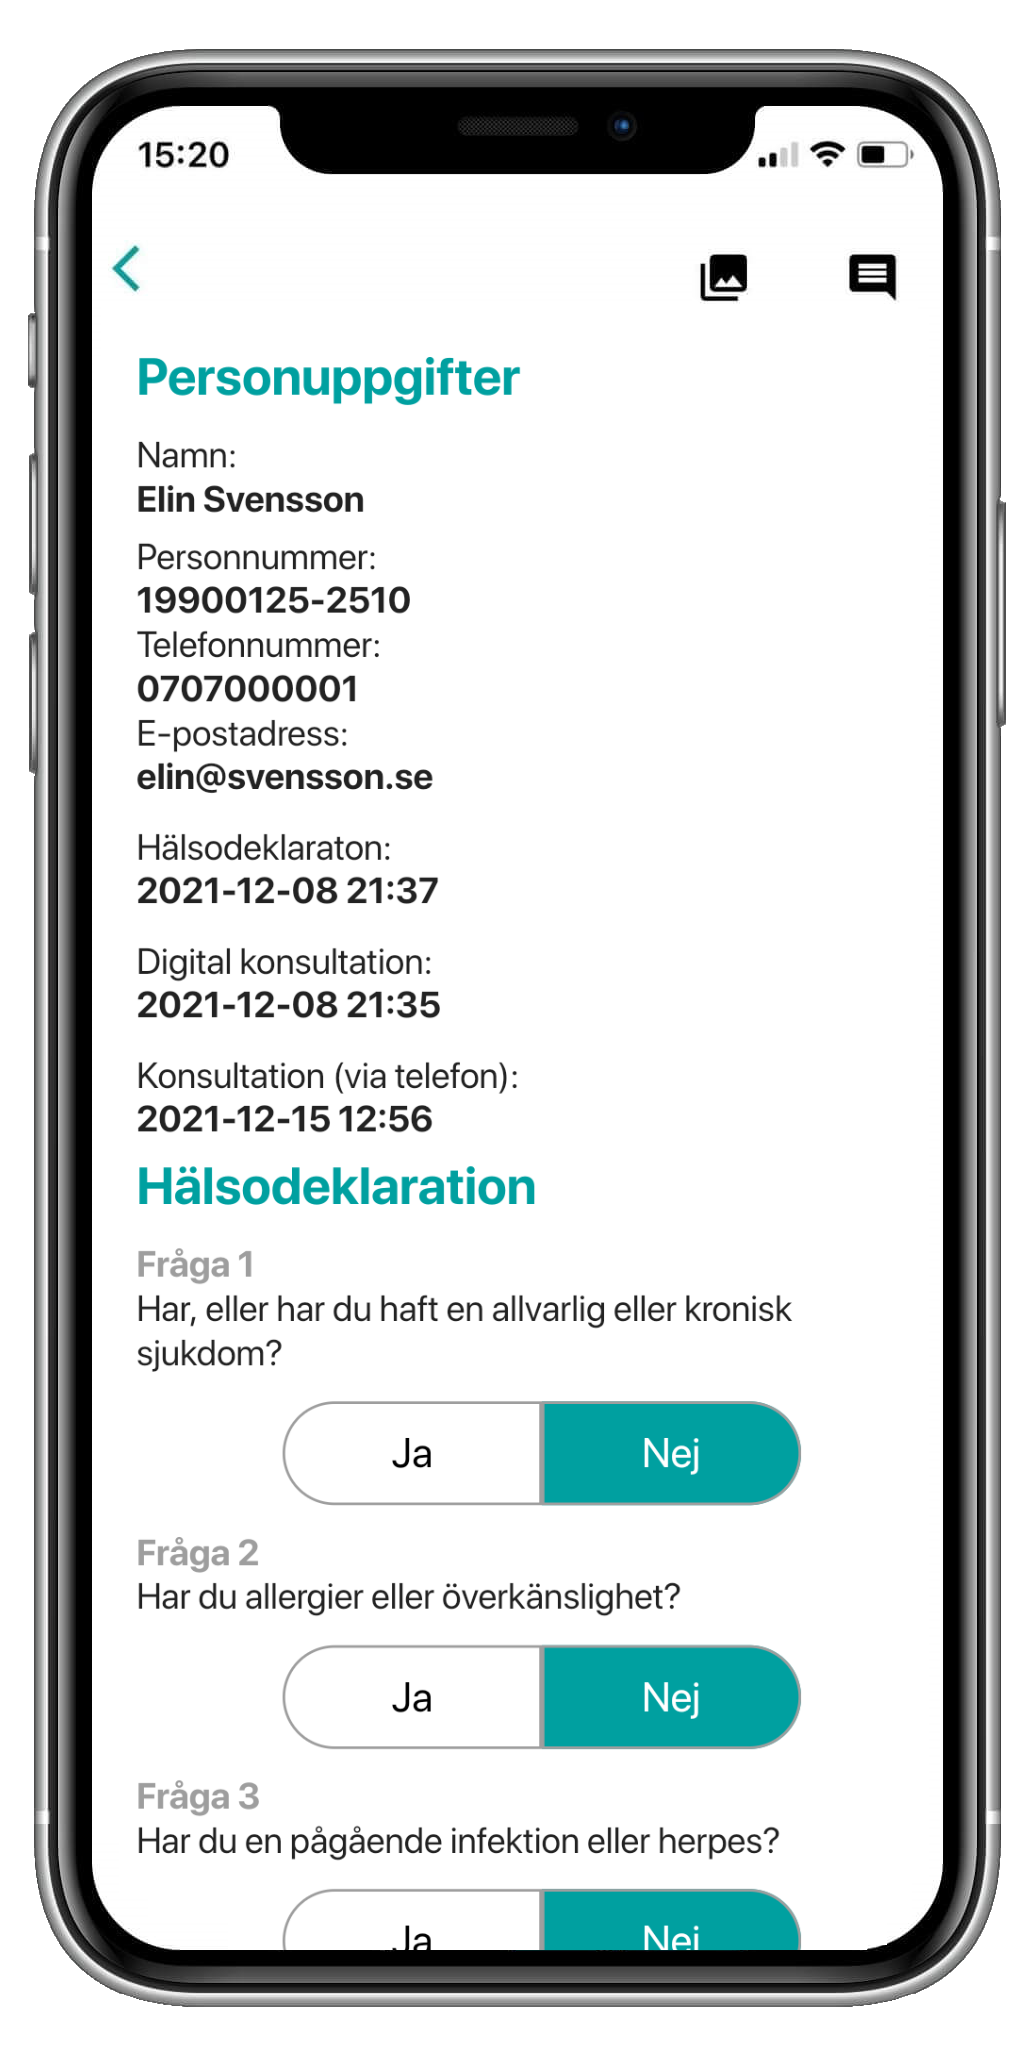 15:20
Personuppgifter
Namn:
Elin Svensson
Personnummer:
19900125-2510
Telefonnummer:
0707000001
E-postadress:
elin@svensson.se
Hälsodeklaraton:
2021-12-08 21:37
Digital konsultation:
2021-12-08 21:35
Konsultation (via telefon):
2021-12-15 12:56
Hälsodeklaration
Fråga 1
Har, eller har du haft en allvarlig eller kronisk
sjukdom?
Ja Nej
Fråga 2
Har du allergier eller överkänslighet?
Ja Nej
Fråga 3
Har du en pågående infektion eller herpes?
Ja Nej